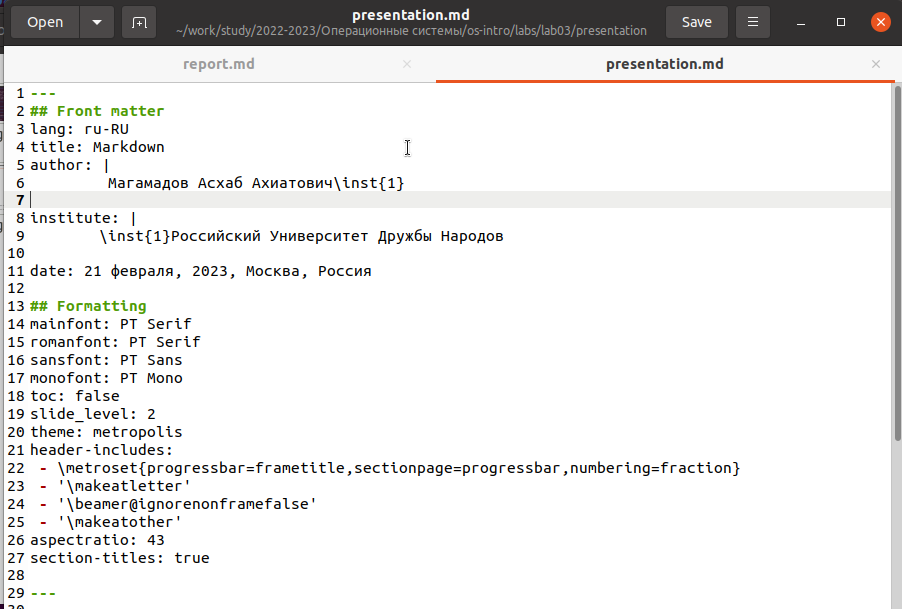 Open
presentation.md
~/work/study/2022-2023/Операционные системы/os-intro/labs/lab03/presentation
Save
report.md
presentation.md
1 ---
2 ## Front matter
3 lang: ru-RU
4 title: Markdown
5 author: |
6 Магамадов Асхаб Ахиатович\inst{1}
7
8 institute: |
9 \inst{1}Российский Университет Дружбы Народов
10
11 date: 21 февраля, 2023, Москва, Россия
12
13 ## Formatting
14 mainfont: PT Serif
15 romanfont: PT Serif
16 sansfont: PT Sans
17 monofont: PT Mono
18 toc: false
19 slide_level: 2
20 theme: metropolis
21 header-includes:
22 - \metroset{progressbar=frametitle,sectionpage=progressbar,numbering=fraction}
23 - '\makeatletter'
24 - '\beamer@ignorenonframefalse'
25 - '\makeatother'
26 aspectratio: 43
27 section-titles: true
28
29 ---